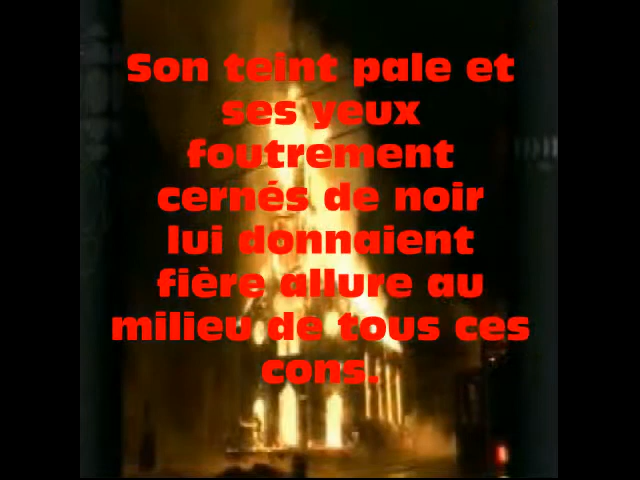 Son teint pale et
ses yeux
foutrement
cernés de noir
lui donnaient
fière allure au
milieu de tous ces
cons.